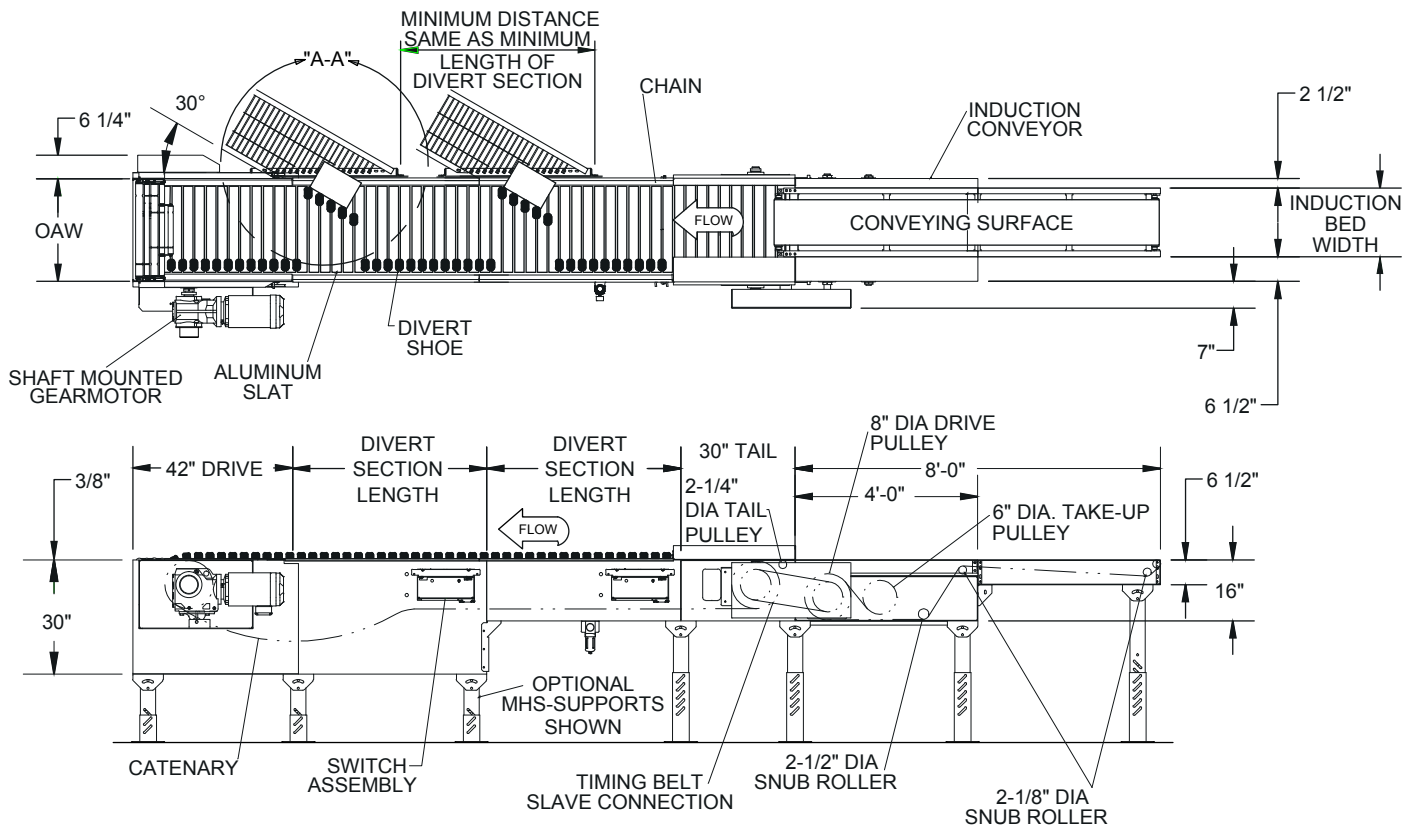 MINIMUM DISTANCE
SAME AS MINIMUM
LENGTH OF
DIVERT SECTION
"A-A"
CHAIN
INDUCTION
CONVEYOR
2 1/2"
30°
6 1/4"
OAW
FLOW
CONVEYING SURFACE
INDUCTION
BED
WIDTH
DIVERT
SHOE
ALUMINUM
SLAT
SHAFT MOUNTED
GEARMOTOR
7"
6 1/2"
3/8"
42" DRIVE
DIVERT
SECTION
LENGTH
DIVERT
SECTION
LENGTH
30" TAIL
2-1/4"
DIA TAIL
PULLEY
8" DIA DRIVE
PULLEY
8'-0"
4'-0"
6" DIA. TAKE-UP
PULLEY
6 1/2"
FLOW
30"
16"
OPTIONAL
MHS-SUPPORTS
SHOWN
CATENARY
SWITCH
ASSEMBLY
TIMING BELT
SLAVE CONNECTION
2-1/2" DIA
SNUB ROLLER
2-1/8" DIA
SNUB ROLLER